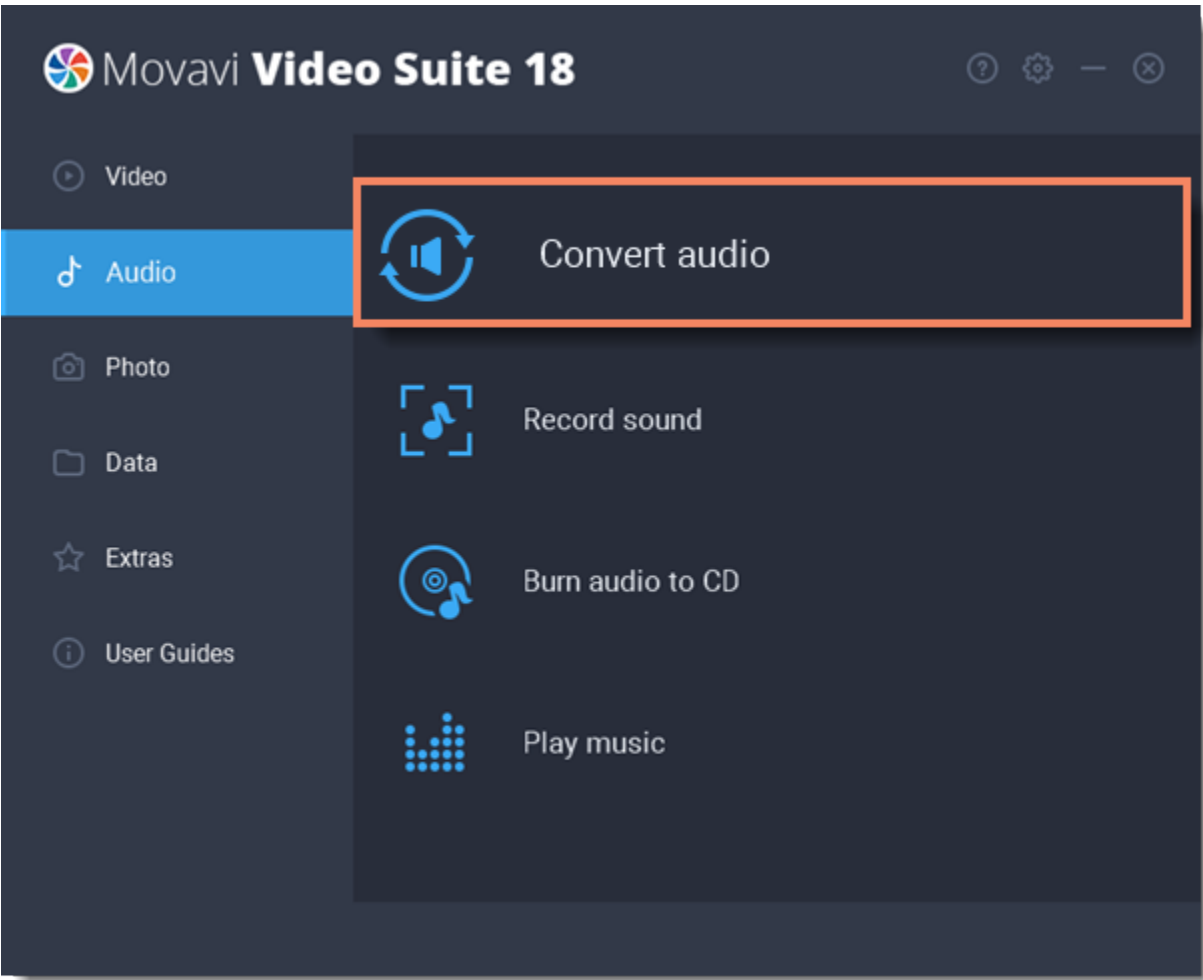 Movavi Video Suite 18
Video
Audio
Photo
Data
Extras
User Guides
Convert audio
Record sound
Burn audio to CD
Play music